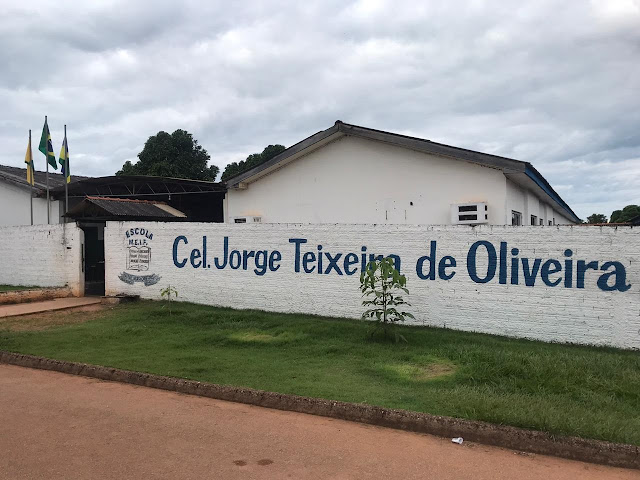 ESCOLA
M.E.I.F.
Cel. Jorge Teixeira de Oliveira